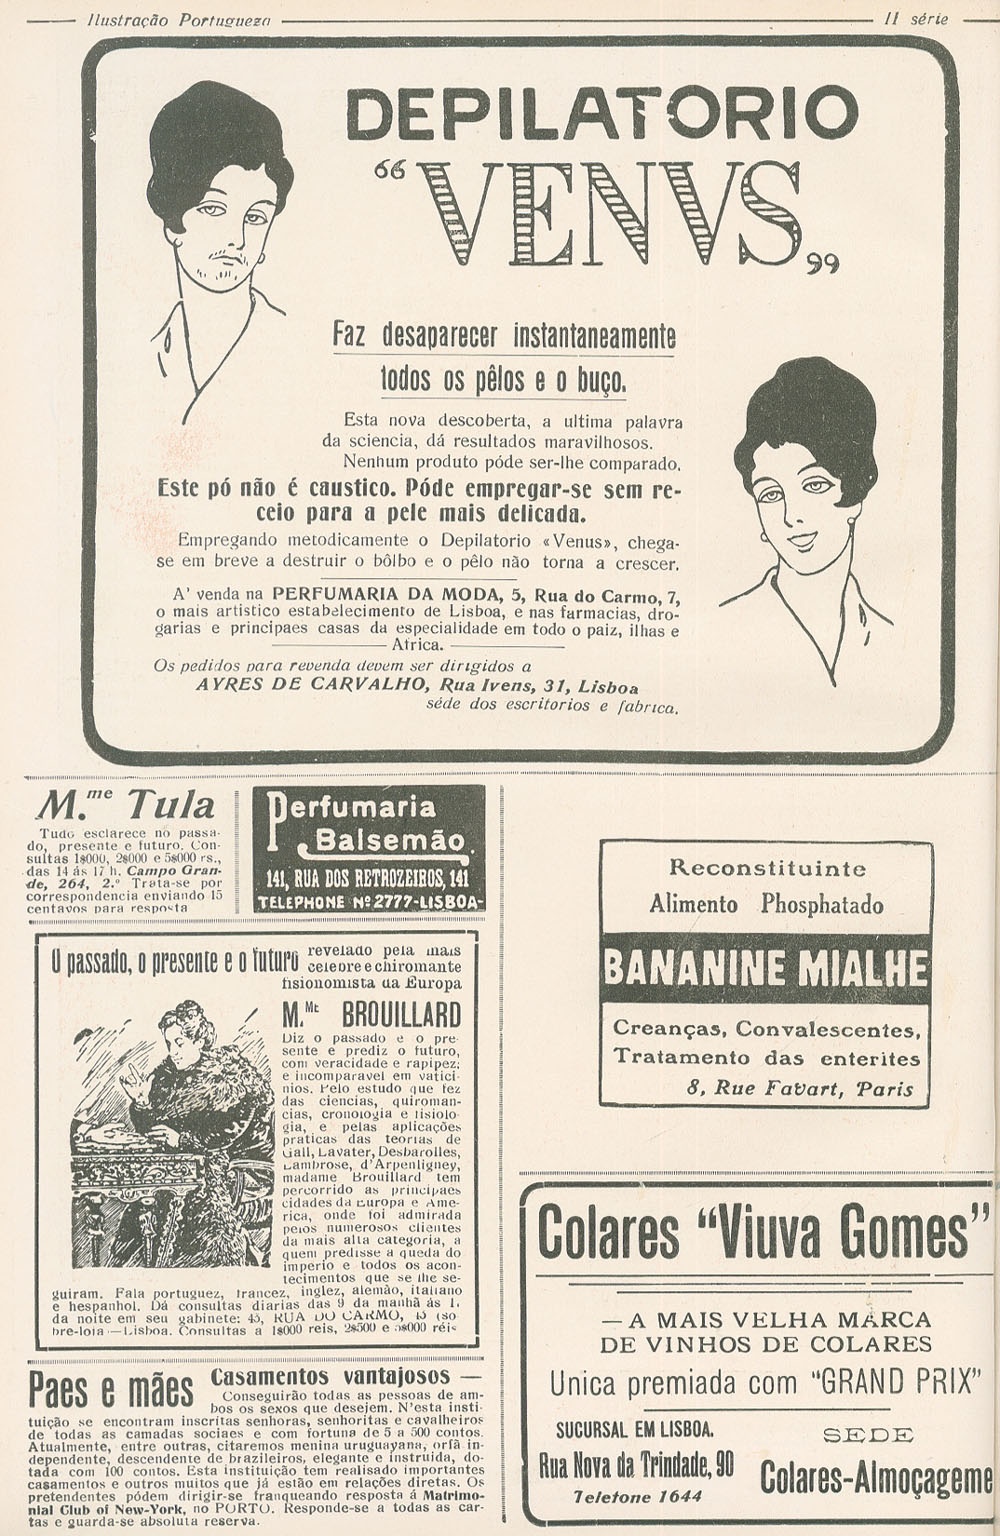 Ilustração Portugueza
II série
DEPILATORIO
“VENVS„
Faz desaparecer instantaneamente
todos os pêlos e o buço.
Esta nova descoberta, a ultima palavra
da sciencia, dá resultados maravilhosos.
Nenhum produto póde ser-lhe comparado.
Este pó não é caustico. Póde empregar-se sem re-
ceio para a pele mais delicada.
Empregando metodicamente o Depilatorio «Venus», chega-
se em breve a destruir o bôlbo e o pêlo não torna a crescer.
A' venda na PERFUMARIA DA MODA, 5, Rua do Carmo, 7,
o mais artistico estabelecimento de Lisboa, e nas farmacias, dro-
garias e principaes casas da especialidade em todo o paiz, ilhas e
Africa.
Os pedidos para revenda devem ser dirigidos a
AYRES DE CARVALHO, Rua Ivens, 31, Lisboa
séde dos escritorios e fabrica.
M.me Tula
Tudo esclarece no passa-
do, presente e futuro. Con-
sultas 1$000, 2$000 e 5$000 rs.,
das 14 ás 17 h. Campo Gran-
de, 264, 2.º Trata-se por
correspondencia enviando 15
centavos para resposta
Perfumaria
Balsemão.
141, RUA DOS RETROZEIROS, 141
TELEPHONE Nº 2777-LISBOA-
O passado, o presente e o futuro
revelado pela mais
celebre e chiromante
fisionomista da Europa
M.ME BROUILLARD
Diz o passado e o pre-
sente e prediz o futuro,
com veracidade e rapipez;
e incomparavel em vatici-
nios. Pelo estudo que fez
das ciencias, quiroman-
cias, cronologia e fisiolo-
gia, e pelas aplicações
praticas das teorias de
Gall, Lavater, Desbarolles,
Lambrose, d'Arpenligney,
madame Brouillard tem
percorrido as principaes
cidades da Europa e Ame-
rica, onde foi admirada
pelos numerosos clientes
da mais alta categoria, a
quem predisse a queda do
imperio e todos os acon-
tecimentos que se lhe se-
guiram. Fala portuguez, francez, inglez, alemão, italiano
e hespanhol. Dá consultas diarias das 9 da manhã ás 11
da noite em seu gabinete: 43, RUA DO CARMO, 43 (so-
bre-loja)—Lisboa. Consultas a 1$000 reis, 2$500 e 5$000 réis
Paes e mães
Casamentos vantajosos —
Conseguirão todas as pessoas de am-
bos os sexos que desejem. N'esta insti-
tuição se encontram inscritas senhoras, senhoritas e cavalheiros
de todas as camadas sociaes e com fortuna de 5 a 500 contos.
Atualmente, entre outras, citaremos menina uruguayana, orfã in-
dependente, descendente de brazileiros, elegante e instruida, do-
tada com 100 contos. Esta instituição tem realisado importantes
casamentos e outros muitos que já estão em relações diretas. Os
pretendentes pódem dirigir-se franqueando resposta á Matrimo-
nial Club of New-York, no PORTO. Responde-se a todas as car-
tas e guarda-se absoluta reserva.
Reconstituinte
Alimento Phosphatado
BANANINE MIALHE
Creanças, Convalescentes,
Tratamento das enterites
8, Rue Favart, Paris
Colares “Viuva Gomes”
—A MAIS VELHA MARCA
DE VINHOS DE COLARES
Unica premiada com “GRAND PRIX”
SUCURSAL EM LISBOA.
Rua Nova da Trindade, 90
Telefone 1644
SEDE
Colares-Almoçageme